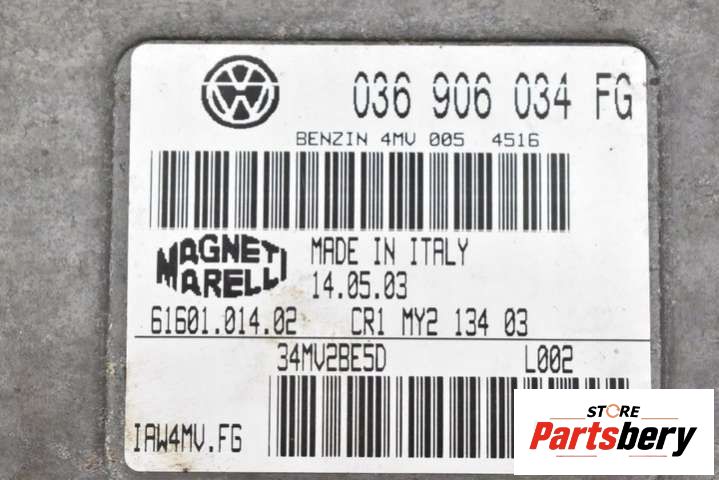 036 906 034 FG
BENZIN 4MV 005 4516
MAGNETI
MARELLI
MADE IN ITALY
14.05.03
61601.014.02 CR1 MY2 134 03
34MV2BE5D L002
IAW4MV.FG
STORE
Partsbery